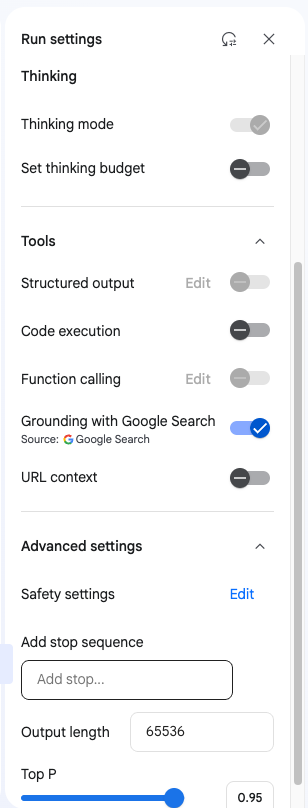 Run settings
Thinking
Thinking mode
Set thinking budget
Tools
Structured output Edit
Code execution
Function calling Edit
Grounding with Google Search
Source: Google Search
URL context
Advanced settings
Safety settings Edit
Add stop sequence
Add stop...
Output length 65536
Top P
0.95